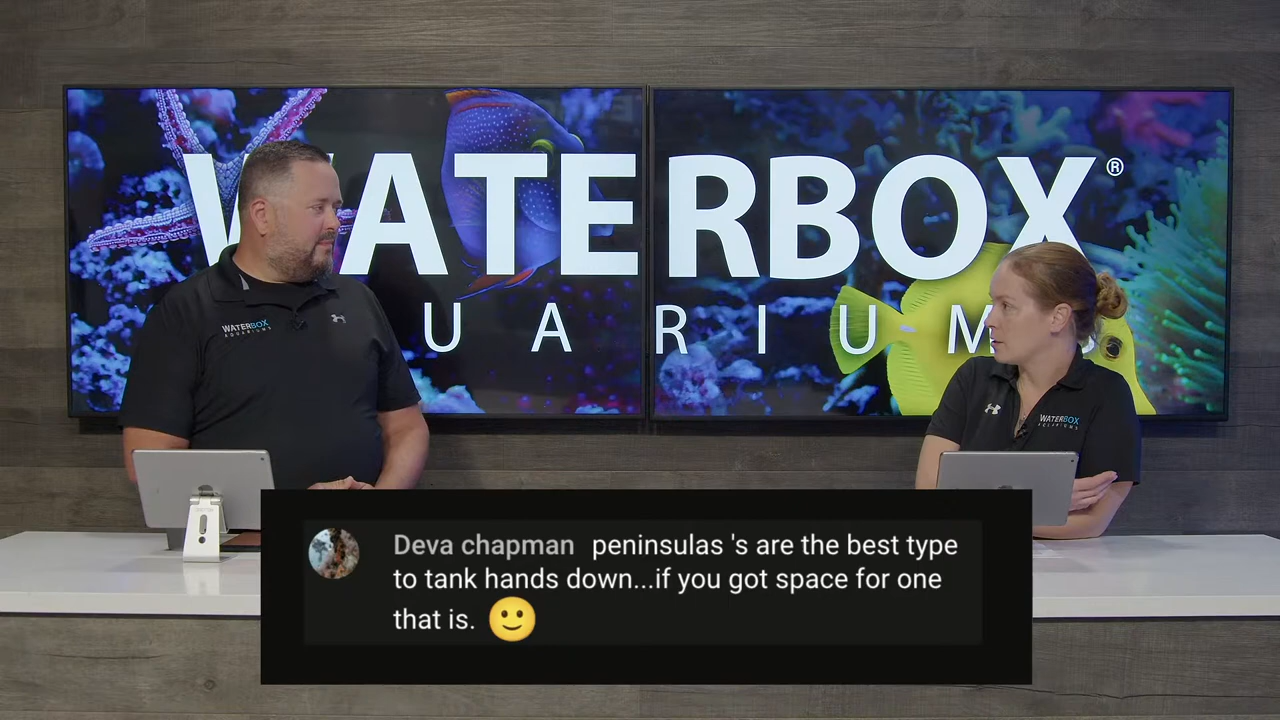 WATERBOX®
AQUARIUMS
WATERBOX
AQUARIUMS
WATERBOX
AQUARIUMS
Deva chapman peninsulas 's are the best type
to tank hands down...if you got space for one
that is. 🙂